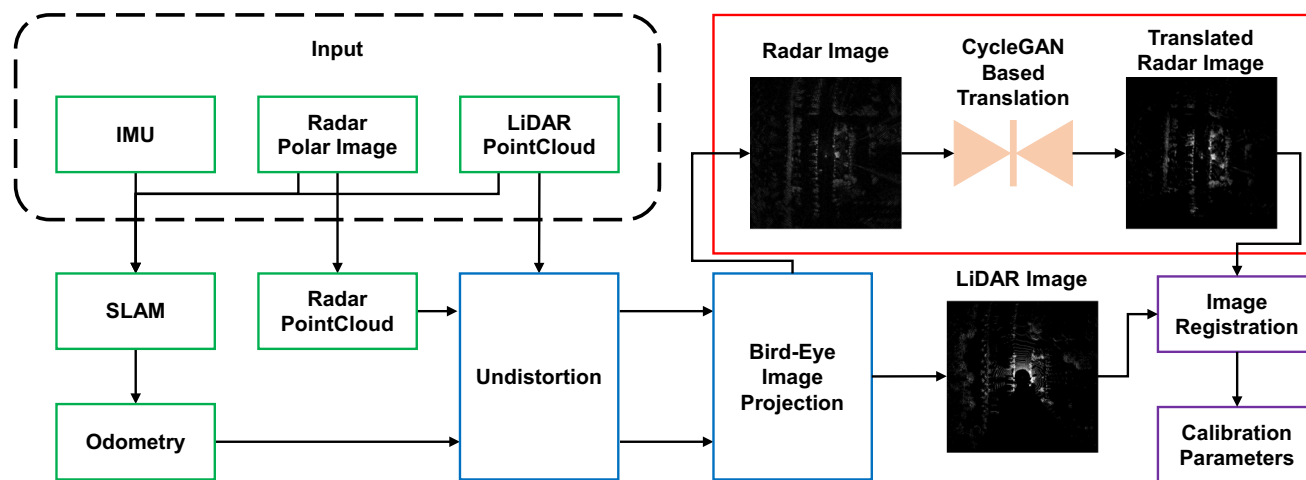 Input
IMU
Radar
Polar Image
LiDAR
PointCloud
SLAM
Radar
PointCloud
Odometry
Undistortion
Bird-Eye
Image
Projection
Radar Image
CycleGAN
Based
Translation
Translated
Radar Image
LiDAR Image
Image
Registration
Calibration
Parameters